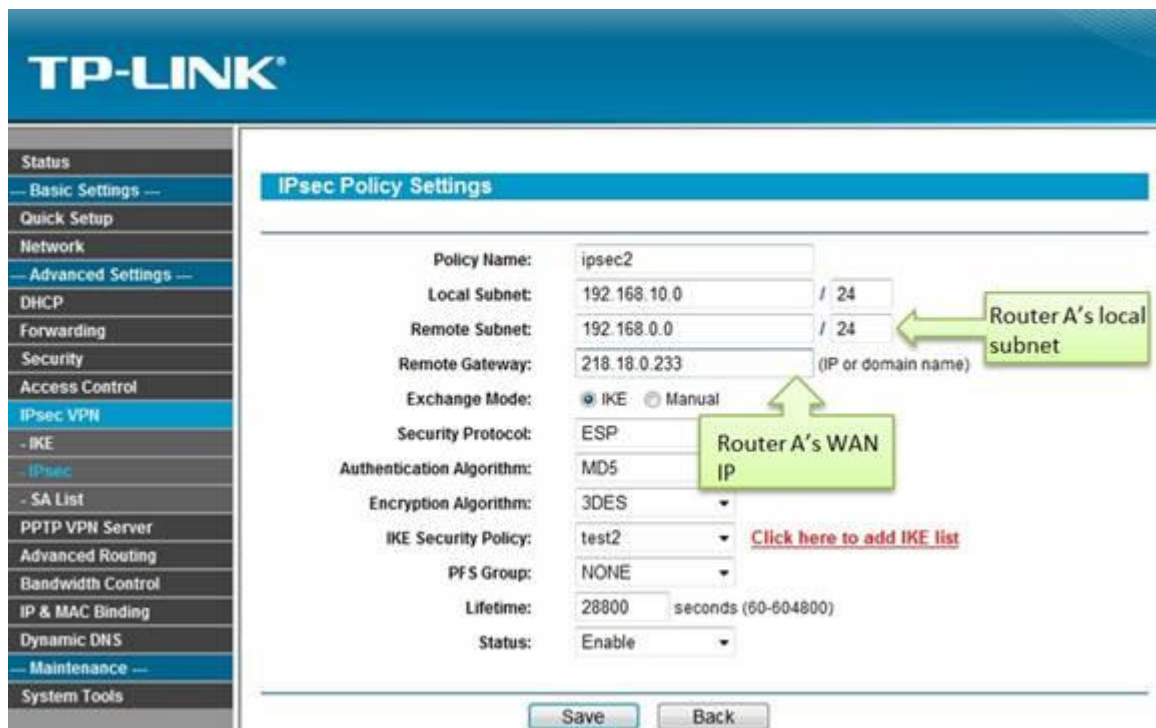 TP-LINK®
Status
--- Basic Settings ---
Quick Setup
Network
--- Advanced Settings ---
DHCP
Forwarding
Security
Access Control
IPsec VPN
- IKE
- IPsec
- SA List
PPTP VPN Server
Advanced Routing
Bandwidth Control
IP & MAC Binding
Dynamic DNS
--- Maintenance ---
System Tools
IPsec Policy Settings
Policy Name: ipsec2
Local Subnet: 192.168.10.0 / 24
Remote Subnet: 192.168.0.0 / 24
Router A's local
subnet
Remote Gateway: 218.18.0.233 (IP or domain name)
Exchange Mode: IKE Manual
Router A's WAN
IP
Security Protocol: ESP
Authentication Algorithm: MD5
Encryption Algorithm: 3DES
IKE Security Policy: test2 Click here to add IKE list
PFS Group: NONE
Lifetime: 28800 seconds (60-604800)
Status: Enable
Save Back